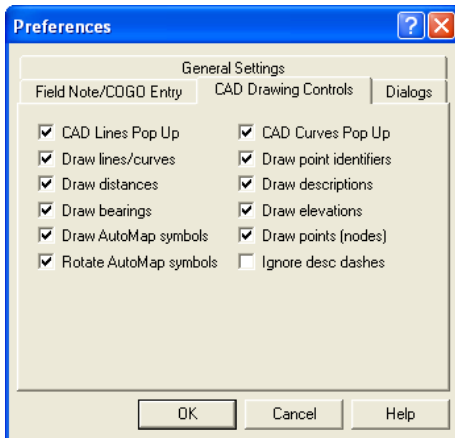 Preferences
General Settings
Field Note/COGO Entry CAD Drawing Controls Dialogs
CAD Lines Pop Up CAD Curves Pop Up
Draw lines/curves Draw point identifiers
Draw distances Draw descriptions
Draw bearings Draw elevations
Draw AutoMap symbols Draw points (nodes)
Rotate AutoMap symbols Ignore desc dashes
OK Cancel Help